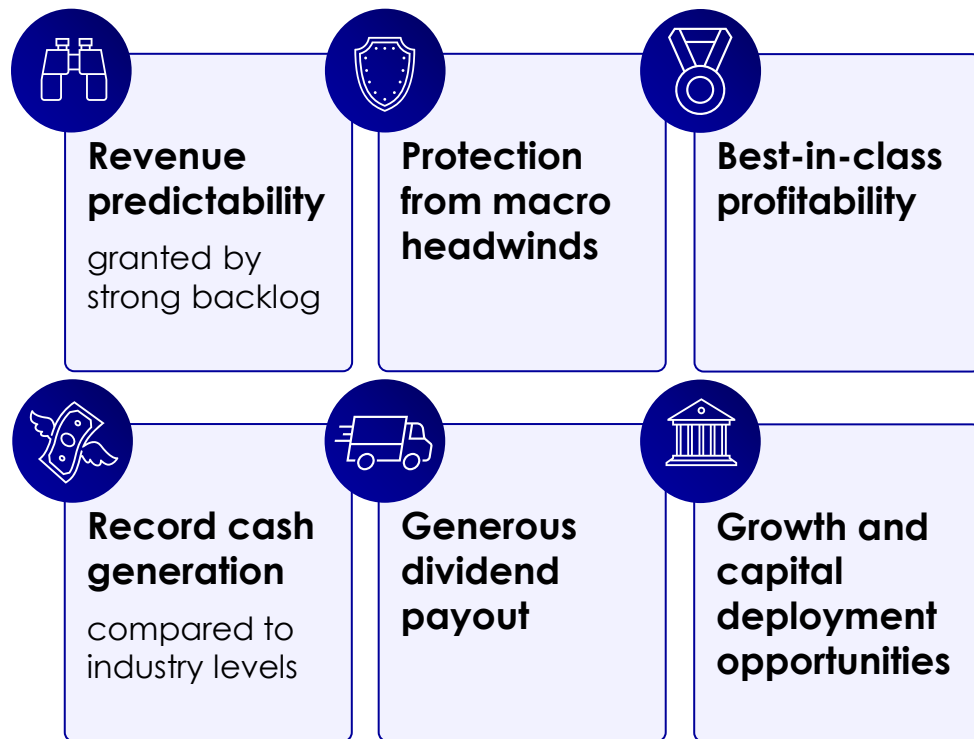 Revenue
predictability
granted by
strong backlog
Protection
from macro
headwinds
Best-in-class
profitability
Record cash
generation
compared to
industry levels
Generous
dividend
payout
Growth and
capital
deployment
opportunities